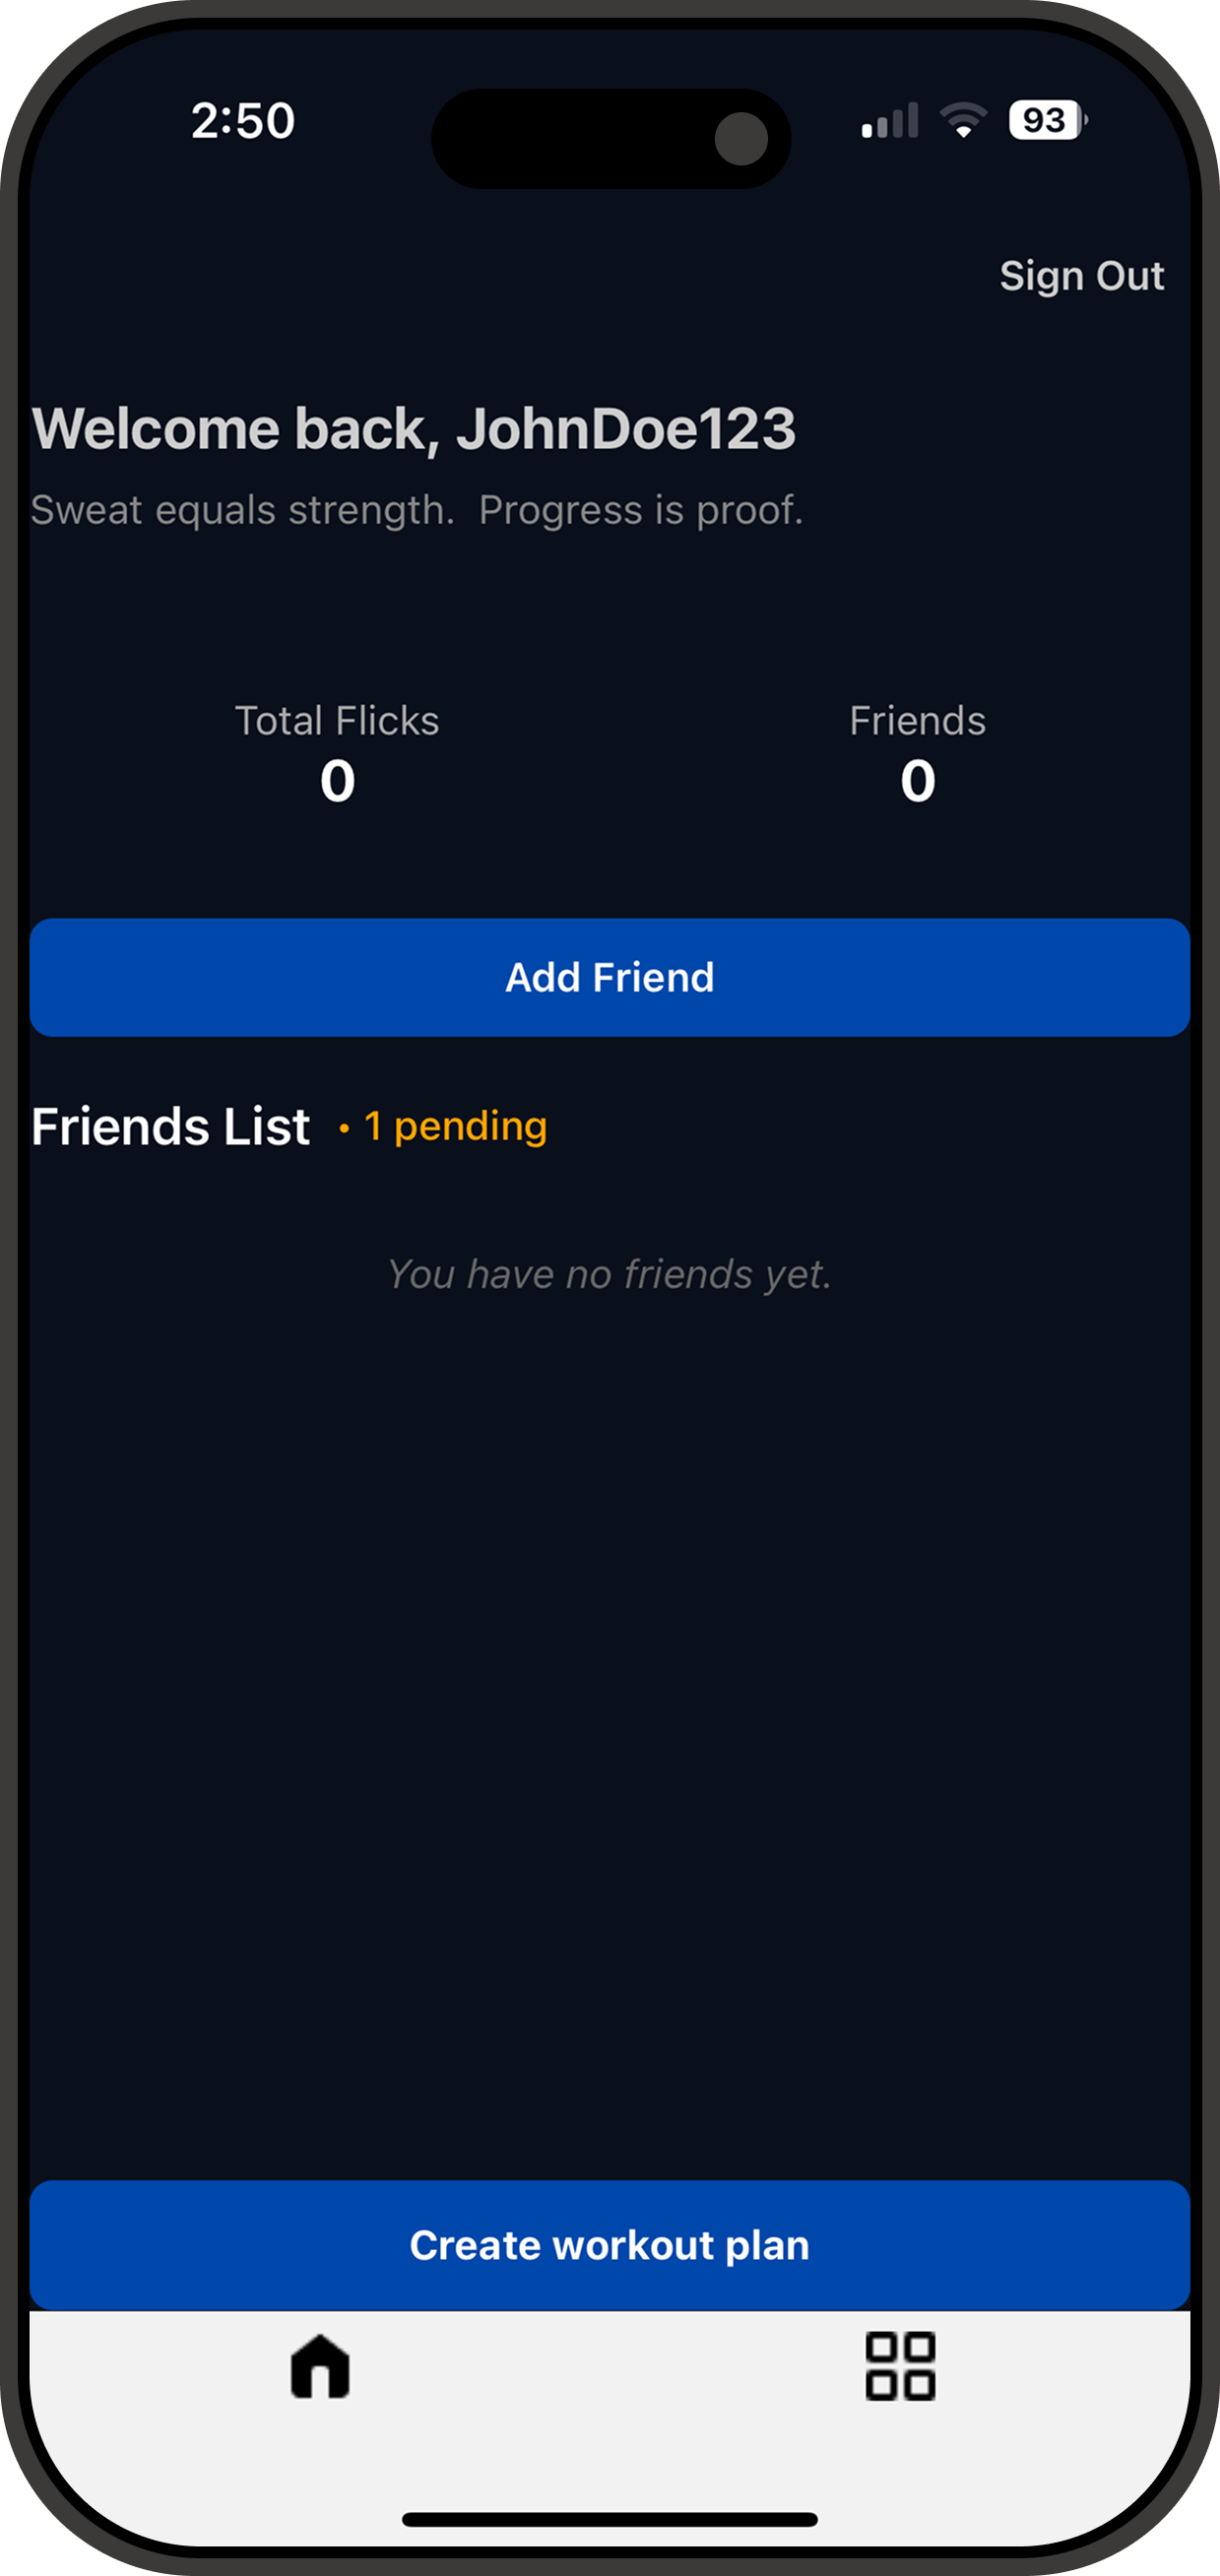 2:50
93
Sign Out
Welcome back, JohnDoe123
Sweat equals strength.  Progress is proof.
Total Flicks
Friends
0
0
Add Friend
Friends List • 1 pending
You have no friends yet.
Create workout plan